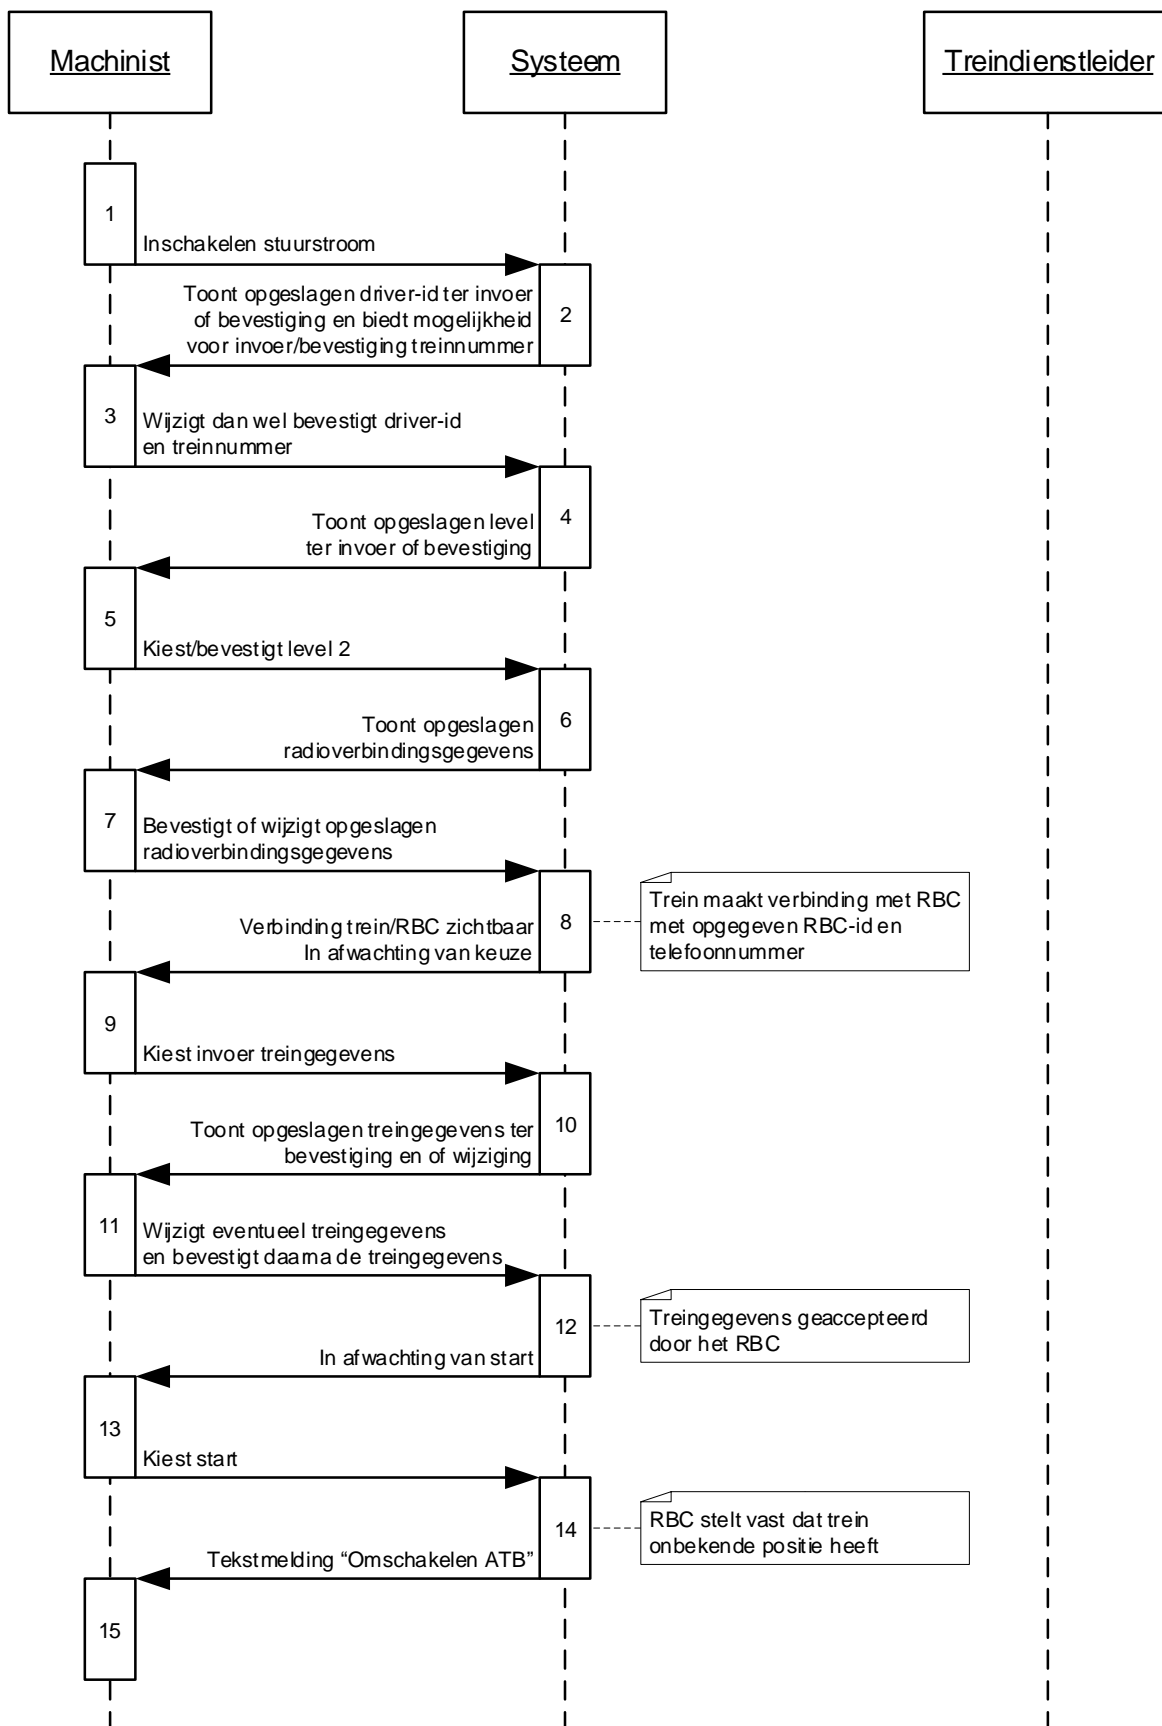 Machinist
Systeem
Treindienstleider
1
Inschakelen stuurstroom
2
Toont opgeslagen driver-id ter invoer
of bevestiging en biedt mogelijkheid
voor invoer/bevestiging treinnummer
3
Wijzigt dan wel bevestigt driver-id
en treinnummer
4
Toont opgeslagen level
ter invoer of bevestiging
5
Kiest/bevestigt level 2
6
Toont opgeslagen
radioverbindingsgegevens
7
Bevestigt of wijzigt opgeslagen
radioverbindingsgegevens
8
Trein maakt verbinding met RBC
met opgegeven RBC-id en
telefoonnummer
Verbinding trein/RBC zichtbaar
In afwachting van keuze
9
Kiest invoer treingegevens
10
Toont opgeslagen treingegevens ter
bevestiging en of wijziging
11
Wijzigt eventueel treingegevens
en bevestigt daarna de treingegevens
12
Treingegevens geaccepteerd
door het RBC
In afwachting van start
13
Kiest start
14
RBC stelt vast dat trein
onbekende positie heeft
Tekstmelding “Omschakelen ATB”
15